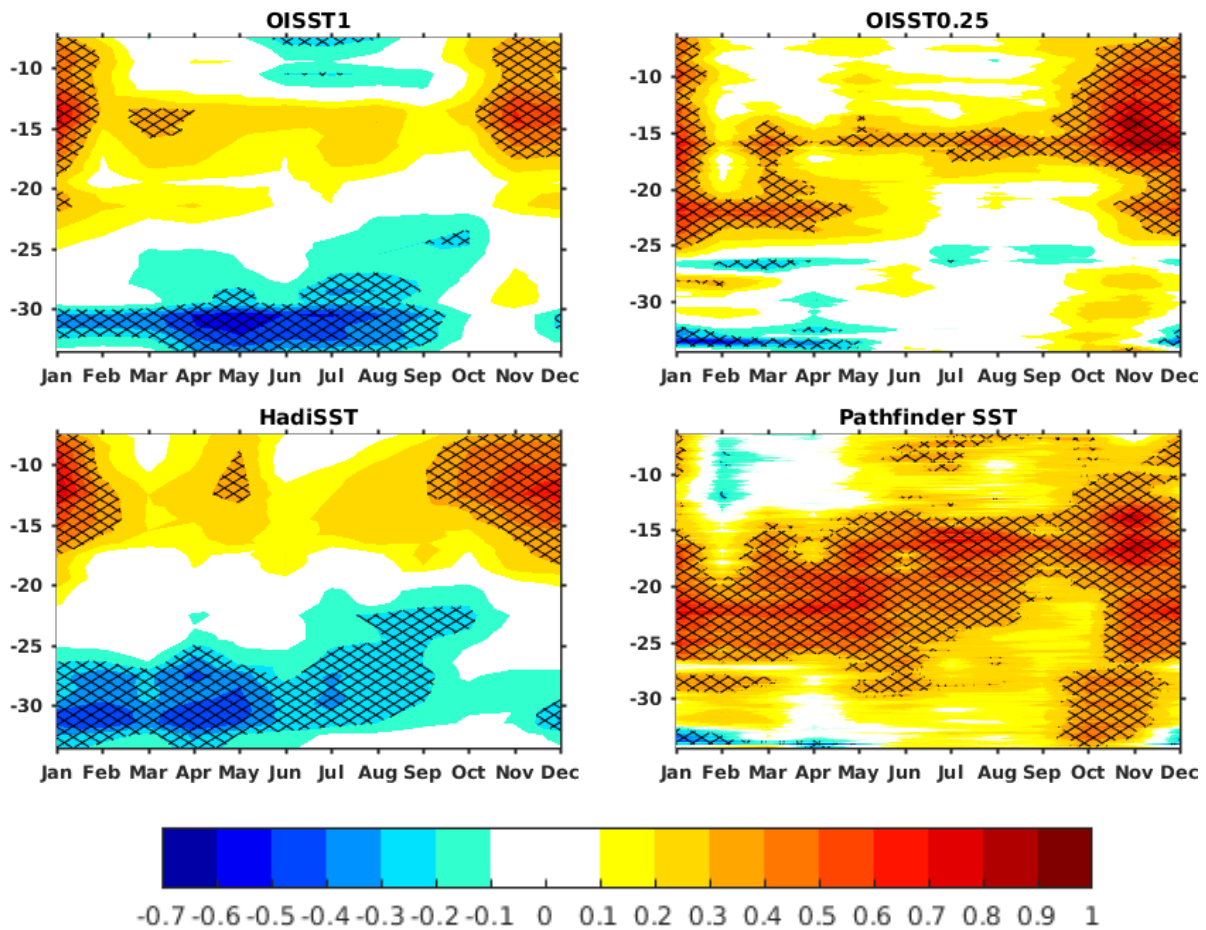 OISST1
OISST0.25
-10
-15
-20
-25
-30
Jan Feb Mar Apr May Jun Jul Aug Sep Oct Nov Dec
-10
-15
-20
-25
-30
Jan Feb Mar Apr May Jun Jul Aug Sep Oct Nov Dec
HadiSST
Pathfinder SST
-10
-15
-20
-25
-30
Jan Feb Mar Apr May Jun Jul Aug Sep Oct Nov Dec
-10
-15
-20
-25
-30
Jan Feb Mar Apr May Jun Jul Aug Sep Oct Nov Dec
-0.7 -0.6 -0.5 -0.4 -0.3 -0.2 -0.1 0 0.1 0.2 0.3 0.4 0.5 0.6 0.7 0.8 0.9 1